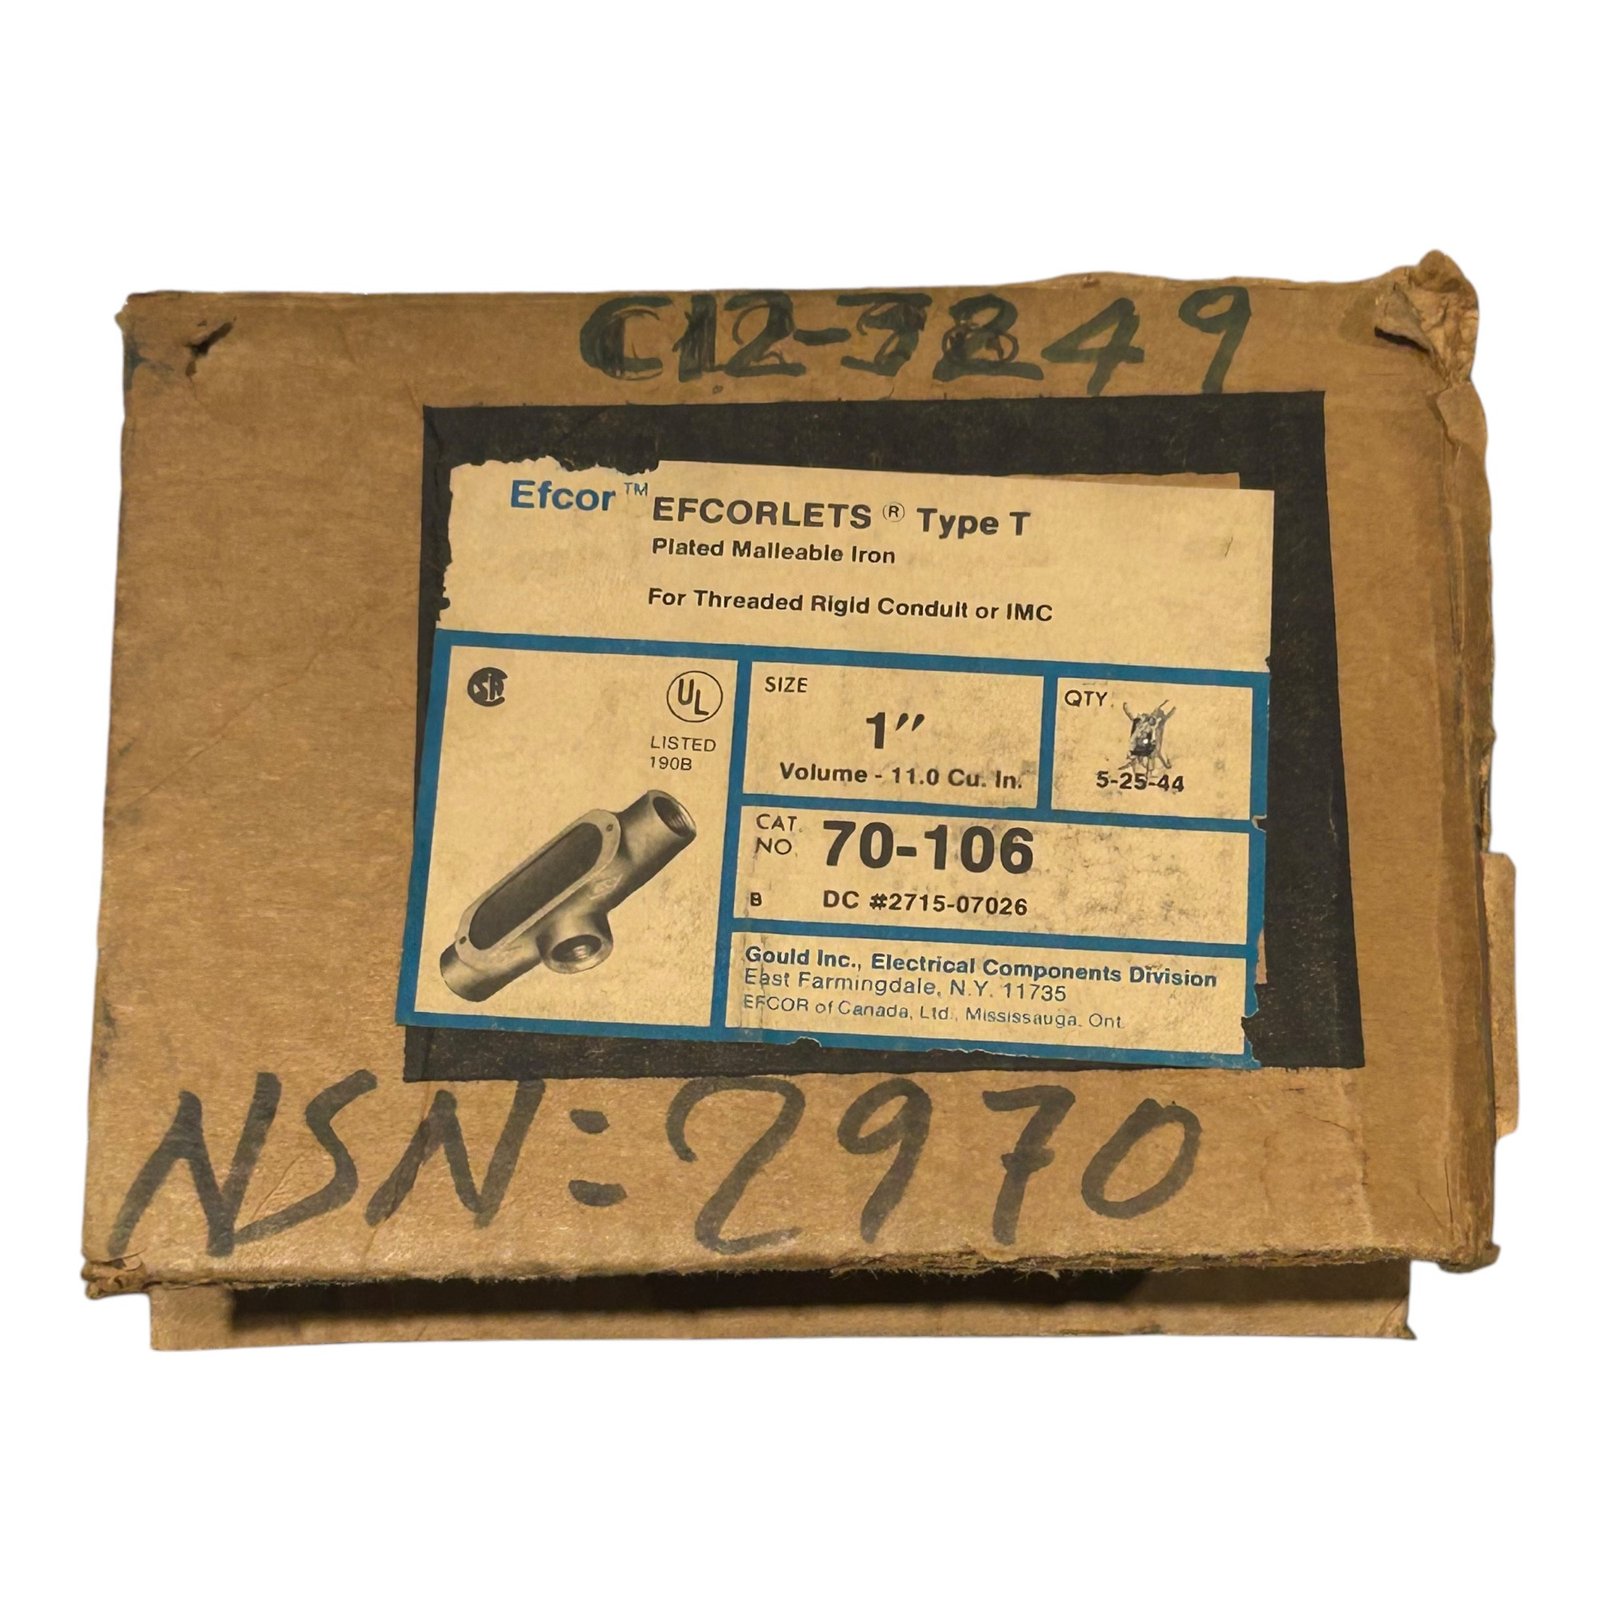 C12-3249
Efcor™
EFCORLETS® Type T
Plated Malleable Iron
For Threaded Rigid Conduit or IMC
UL
LISTED
190B
SIZE
1"
Volume - 11.0 Cu. In.
QTY.
5-25-44
CAT. NO. 70-106
B DC #2715-07026
Gould Inc., Electrical Components Division
East Farmingdale, N.Y. 11735
EFCOR of Canada, Ltd., Mississauga, Ont.
NSN: 2970